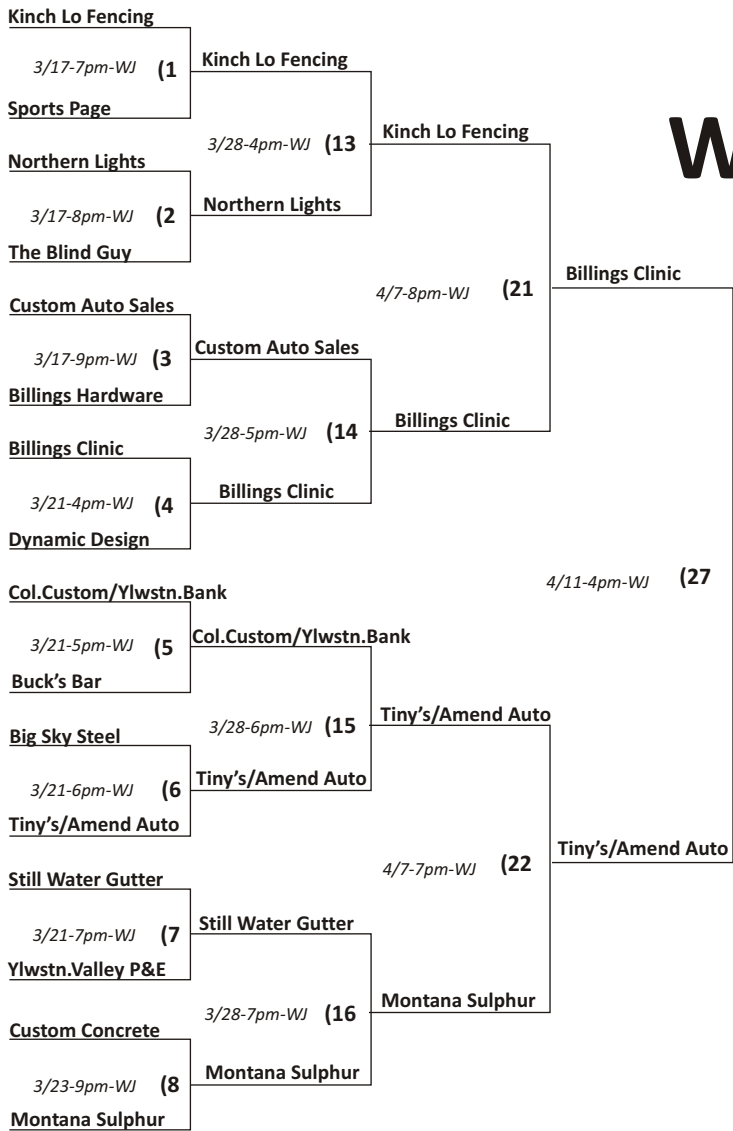 Kinch Lo Fencing
3/17-7pm-WJ (1
Kinch Lo Fencing
Sports Page
3/28-4pm-WJ (13
Kinch Lo Fencing
W
Northern Lights
3/17-8pm-WJ (2
Northern Lights
The Blind Guy
4/7-8pm-WJ (21
Billings Clinic
Custom Auto Sales
3/17-9pm-WJ (3
Custom Auto Sales
Billings Hardware
3/28-5pm-WJ (14
Billings Clinic
Billings Clinic
3/21-4pm-WJ (4
Billings Clinic
Dynamic Design
4/11-4pm-WJ (27
Col.Custom/Ylwstn.Bank
3/21-5pm-WJ (5
Col.Custom/Ylwstn.Bank
Buck's Bar
3/28-6pm-WJ (15
Tiny's/Amend Auto
Big Sky Steel
3/21-6pm-WJ (6
Tiny's/Amend Auto
Tiny's/Amend Auto
4/7-7pm-WJ (22
Tiny's/Amend Auto
Still Water Gutter
3/21-7pm-WJ (7
Still Water Gutter
Ylwstn.Valley P&E
3/28-7pm-WJ (16
Montana Sulphur
Custom Concrete
3/23-9pm-WJ (8
Montana Sulphur
Montana Sulphur